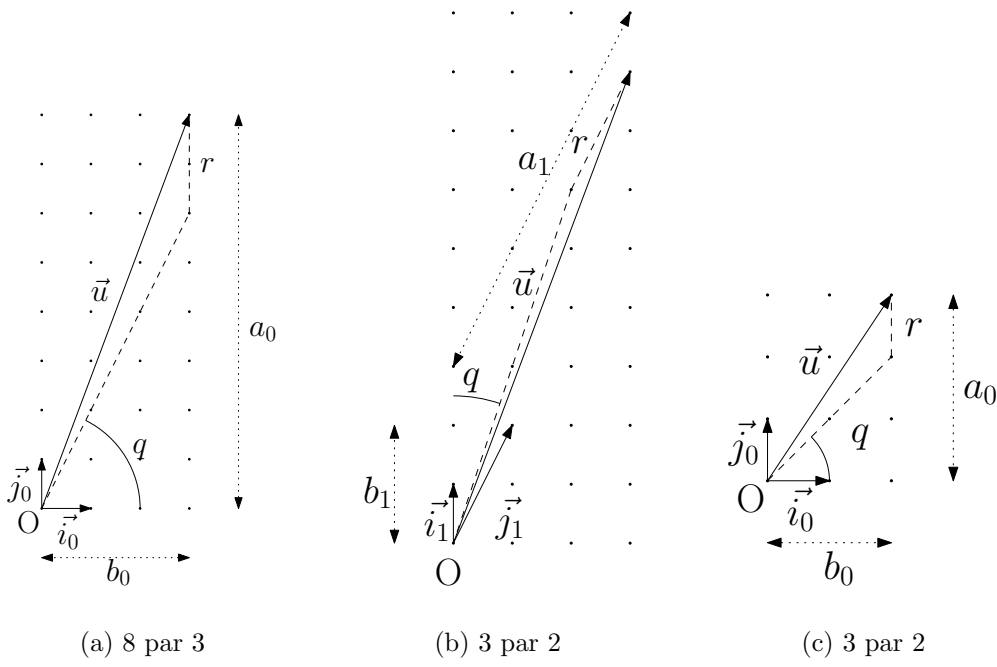 r
u⃗
a₀
q
j⃗₀
O
i⃗₀
b₀
(a) 8 par 3
r
a₁
u⃗
q
b₁
i⃗₁
j⃗₁
O
(b) 3 par 2
r
u⃗
a₀
q
j⃗₀
O
i⃗₀
b₀
(c) 3 par 2